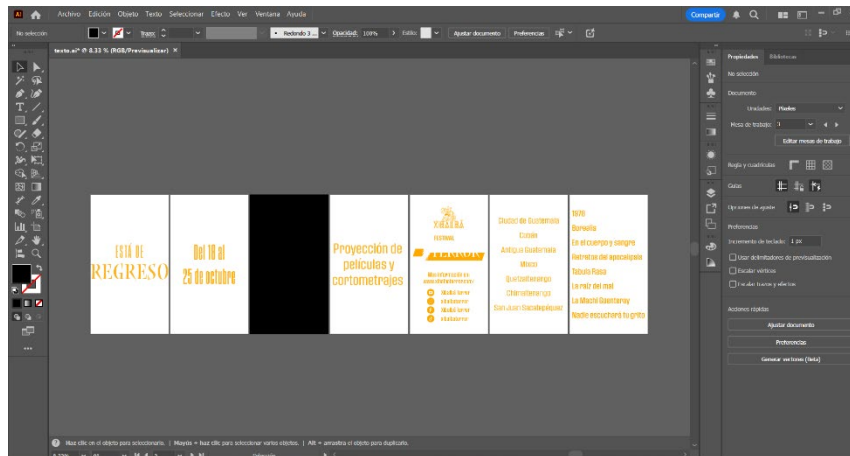 Archivo Edición Objeto Texto Seleccionar Efecto Ver Ventana Ayuda
Compartir
No selección
Trazo:
Redondo 3 ...
Opacidad: 100%
Estilo:
Ajustar documento
Preferencias
texto.ai* @ 8.33 % (RGB/Previsualizar)
ESTÁ DE
REGRESO
Del 18 al
25 de octubre
Proyección de
películas y
cortometrajes
FESTIVAL
TERROR
Ciudad de Guatemala
Cobán
Antigua Guatemala
Mixco
Quetzaltenango
Chimaltenango
San Juan Sacatepéquez
1978
Borrella
En el cuerpo y sangre
Retratos del apocalipsis
Tabula Rasa
La raíz del mal
La Mach Guenteroy
Nadie escuchará tu grito
Propiedades Bibliotecas
No selección
Documento
Unidades: Píxeles
Mesa de trabajo: 3
Editar mesas de trabajo
Regla y cuadrículas
Guías
Opciones de ajuste
Preferencias
Incremento de teclado: 1 px
Usar delimitadores de previsualización
Escalar vértices
Escalar trazos y efectos
Acciones rápidas
Ajustar documento
Preferencias
Generar vectores (Beta)
Haz clic en el objeto para seleccionarlo. | Mayús = haz clic para seleccionar varios objetos. | Alt = arrastra el objeto para duplicarlo.